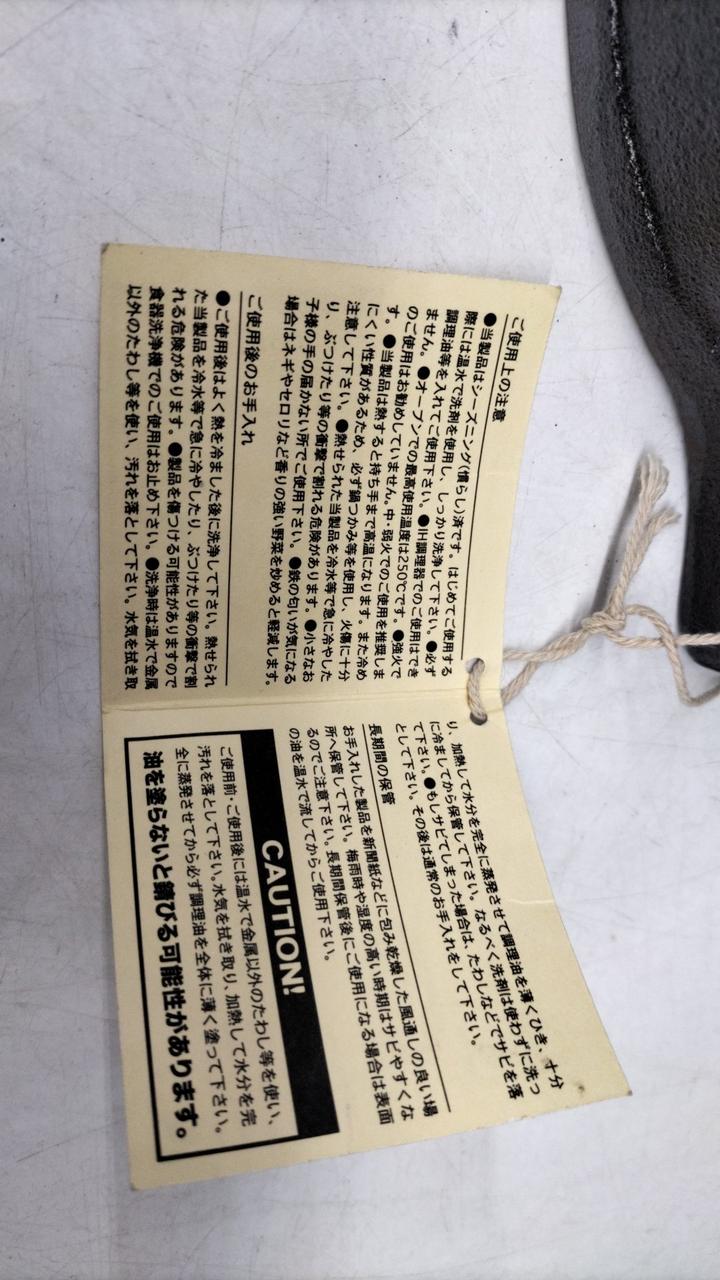 ご使用上の注意
●当製品はシーズニング(慣らし)済です。はじめてご使用する
際には温水で洗剤を使用し、しっかり洗浄して下さい。●必ず
調理油等を入れてご使用下さい。●IH調理器でのご使用はでき
ません。●オーブンでの最高使用温度は250℃です。●強火で
のご使用はお勧めしていません。中・弱火でのご使用を推奨しま
す。●当製品は熱すると持ち手まで高温になります。また冷め
にくい性質があるため、必ず鍋つかみ等を使用し、火傷に十分
注意して下さい。●熱せられた当製品を冷水等で急に冷やした
り、ぶつけたり等の衝撃で割れる危険があります。●小さなお
子様の手の届かない所でご使用下さい。●鉄の匂いが気になる
場合はネギやセロリなど香りの強い野菜を炒めると軽減します。
ご使用後のお手入れ
●ご使用後はよく熱を冷ました後に洗浄して下さい。熱せられ
た当製品を冷水等で急に冷やしたり、ぶつけたり等の衝撃で割
れる危険があります。●製品を傷つける可能性がありますので
食器洗浄機でのご使用はお止め下さい。●洗浄時は温水で金属
以外のたわし等を使い、汚れを落として下さい。水気を拭き取
り、加熱して水分を完全に蒸発させて調理油を薄くひき、十分
に冷ましてから保管して下さい。なるべく洗剤は使わずに洗っ
て下さい。●もしサビてしまった場合は、たわしなどでサビを落
として下さい。その後は通常のお手入れをして下さい。
長期間の保管
お手入れした製品を新聞紙などに包み乾燥した風通しの良い場
所へ保管して下さい。梅雨時や湿度の高い時期はサビやすくな
るのでご注意下さい。長期間保管後にご使用になる場合は表面
の油を温水で流してからご使用下さい。
CAUTION!
ご使用前・ご使用後には温水で金属以外のたわし等を使い、
汚れを落として下さい。水気を拭き取り、加熱して水分を完
全に蒸発させてから必ず調理油を全体に薄く塗って下さい。
油を塗らないと錆びる可能性があります。